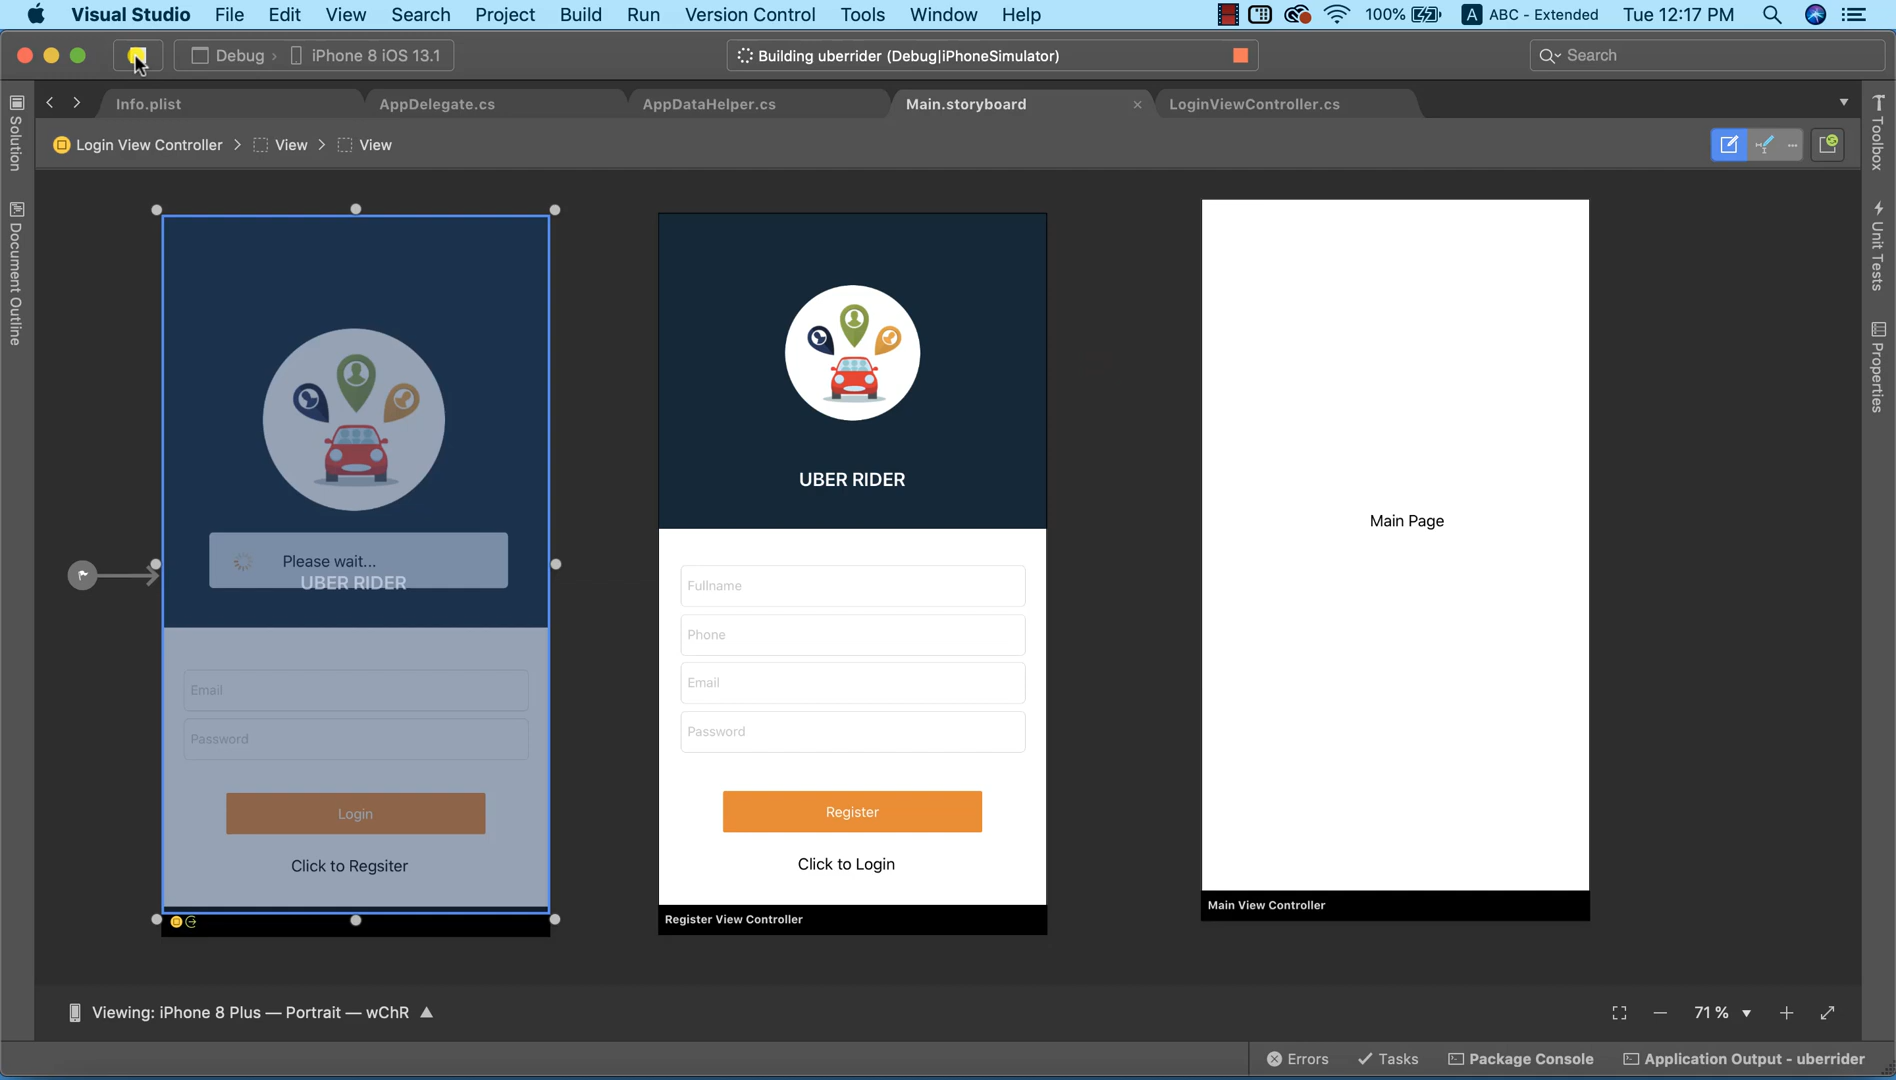 Visual Studio File Edit View Search Project Build Run Version Control Tools Window Help 100% A ABC - Extended Tue 12:17 PM
Debug › iPhone 8 iOS 13.1 Building uberrider (Debug|iPhoneSimulator) Search
Info.plist AppDelegate.cs AppDataHelper.cs Main.storyboard × LoginViewController.cs
Login View Controller > View > View
Solution
Document Outline
Toolbox
Unit Tests
Properties
Please wait...
UBER RIDER
Email
Password
Login
Click to Regsiter
UBER RIDER
Fullname
Phone
Email
Password
Register
Click to Login
Register View Controller
Main Page
Main View Controller
Viewing: iPhone 8 Plus — Portrait — wChR 71 %
Errors Tasks Package Console Application Output - uberrider